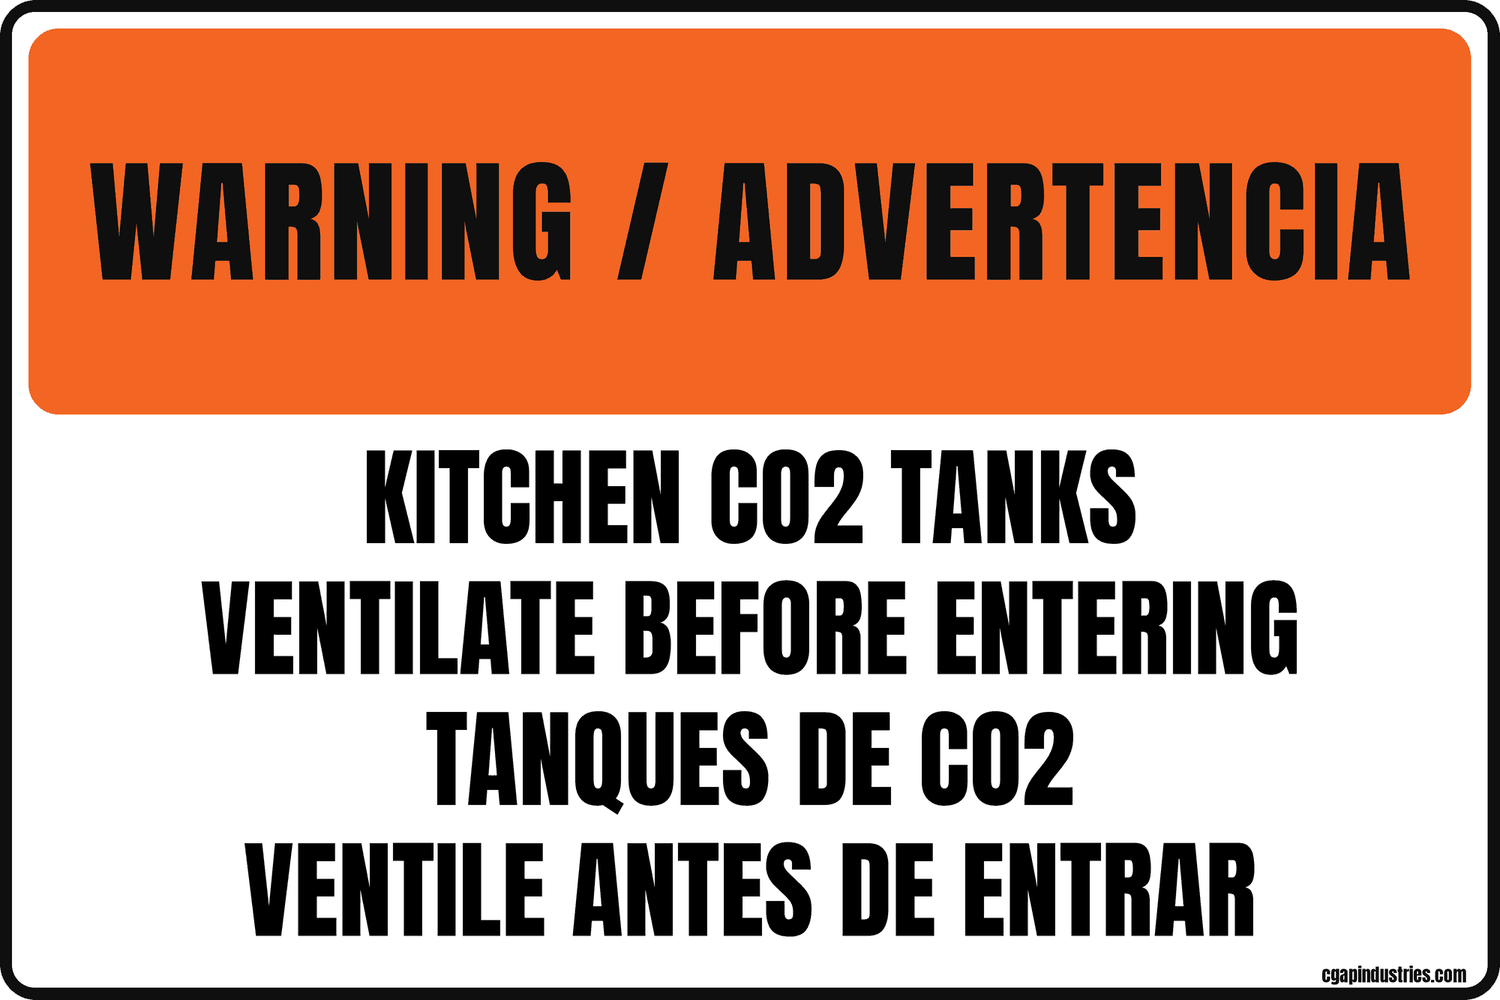 WARNING / ADVERTENCIA
KITCHEN CO2 TANKS
VENTILATE BEFORE ENTERING
TANQUES DE CO2
VENTILE ANTES DE ENTRAR
cgapindustries.com